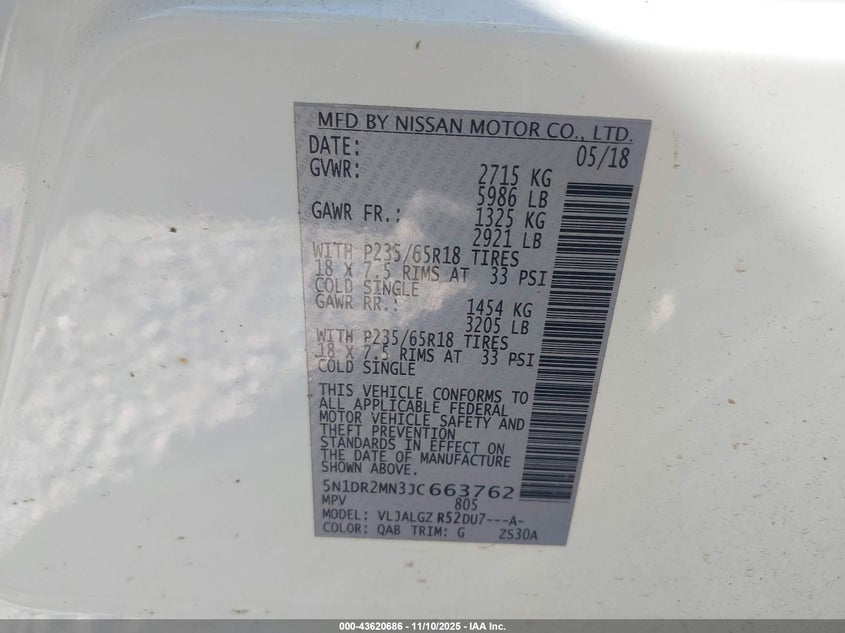 MFD BY NISSAN MOTOR CO., LTD.
DATE: 05/18
GVWR: 2715 KG
5986 LB
GAWR FR.: 1325 KG
2921 LB
WITH P235/65R18 TIRES
18 X 7.5 RIMS AT 33 PSI
COLD SINGLE
GAWR RR.: 1454 KG
3205 LB
WITH P235/65R18 TIRES
18 X 7.5 RIMS AT 33 PSI
COLD SINGLE
THIS VEHICLE CONFORMS TO
ALL APPLICABLE FEDERAL
MOTOR VEHICLE SAFETY AND
THEFT PREVENTION
STANDARDS IN EFFECT ON
THE DATE OF MANUFACTURE
SHOWN ABOVE.
5N1DR2MN3JC663762
MPV 805
MODEL: VLJALGZ R52DU7---A-
COLOR: QAB TRIM: G ZS30A
000-43620686 - 11/10/2025 - IAA Inc.